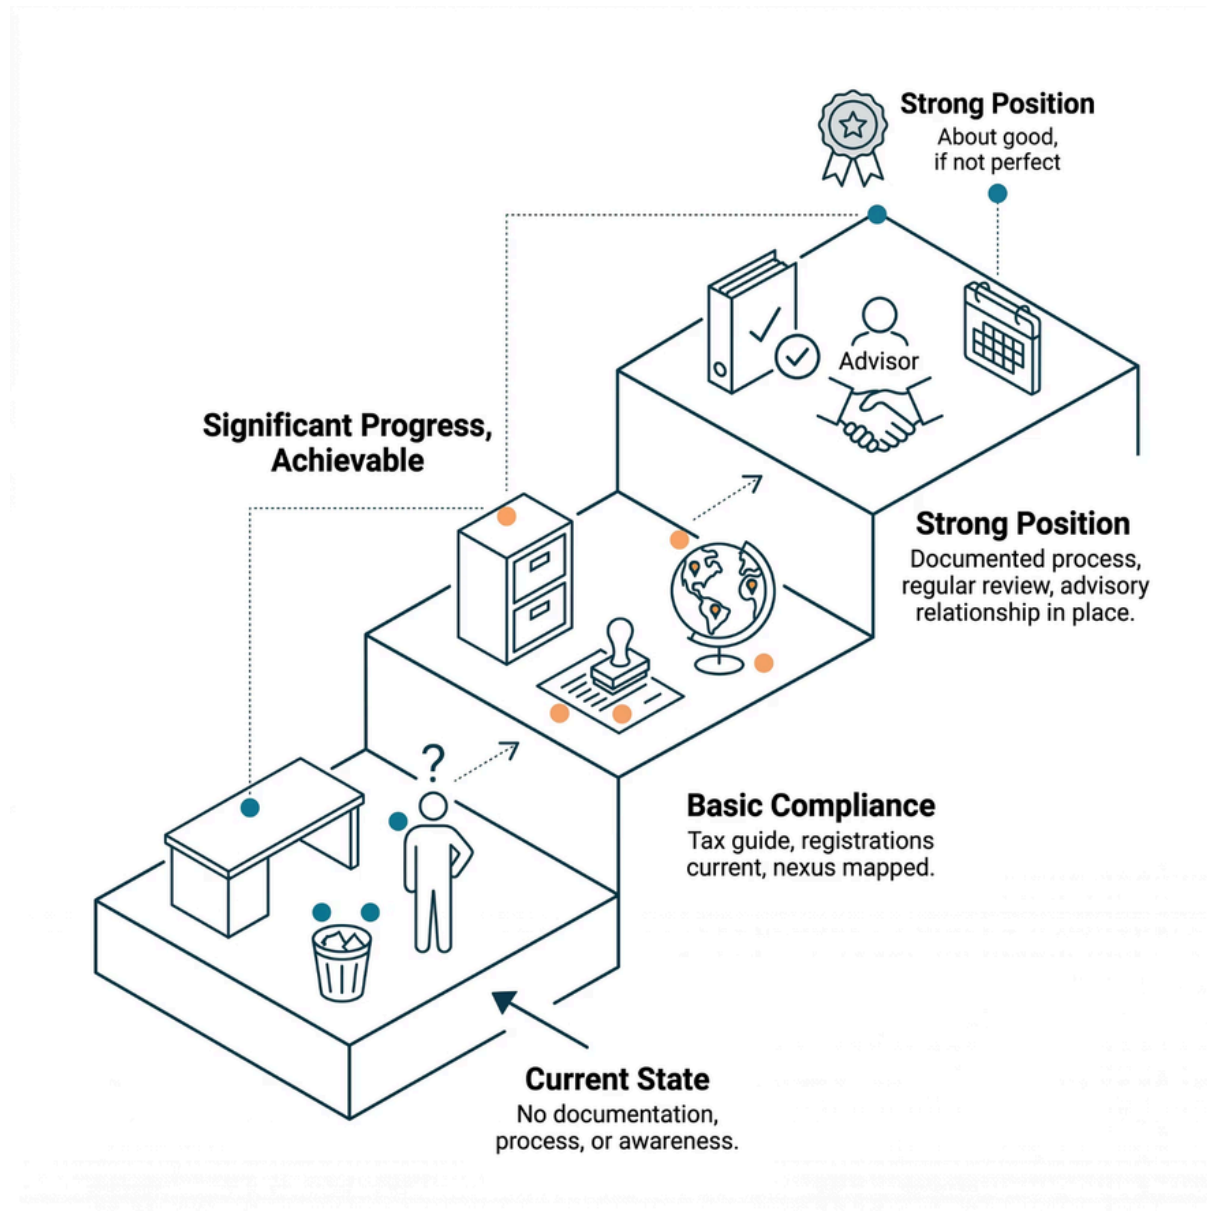 Strong Position
About good,
if not perfect
Advisor
Significant Progress,
Achievable
Strong Position
Documented process,
regular review, advisory
relationship in place.
?
Basic Compliance
Tax guide, registrations
current, nexus mapped.
Current State
No documentation,
process, or awareness.